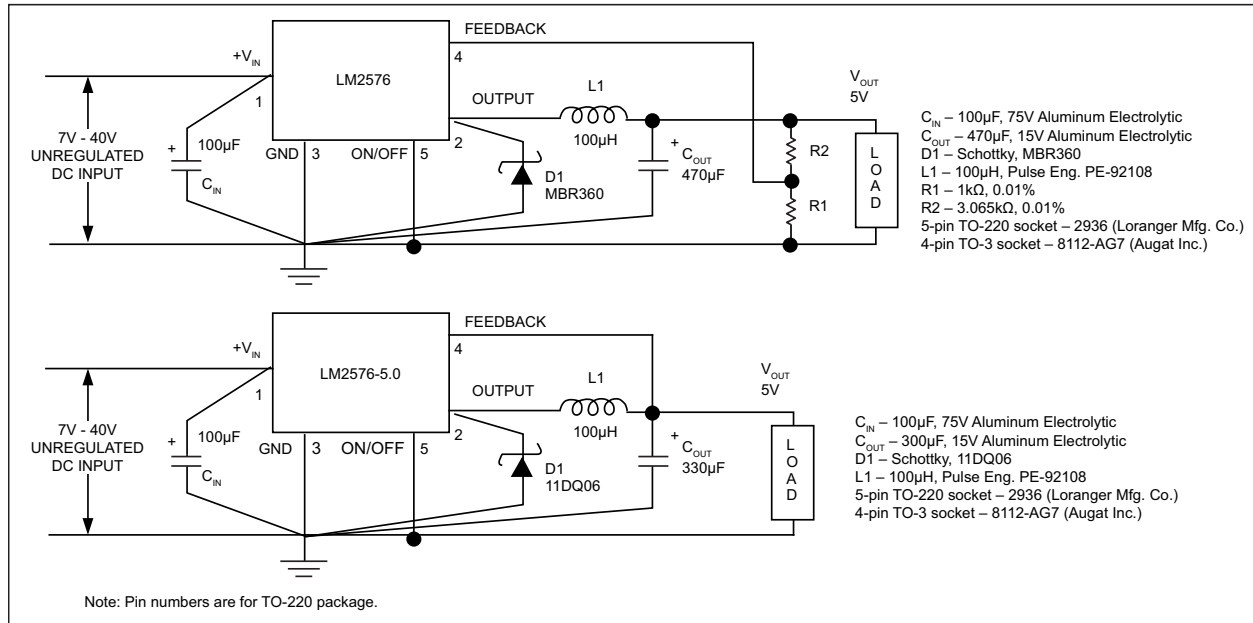 FEEDBACK
+V_IN
4
LM2576
1
OUTPUT
L1
V_OUT
5V
7V - 40V
UNREGULATED
DC INPUT
100µF
+
C_IN
GND
3
ON/OFF
5
2
100µH
D1
MBR360
+
C_OUT
470µF
R2
R1
LOAD
C_IN – 100µF, 75V Aluminum Electrolytic
C_OUT – 470µF, 15V Aluminum Electrolytic
D1 – Schottky, MBR360
L1 – 100µH, Pulse Eng. PE-92108
R1 – 1kΩ, 0.01%
R2 – 3.065kΩ, 0.01%
5-pin TO-220 socket – 2936 (Loranger Mfg. Co.)
4-pin TO-3 socket – 8112-AG7 (Augat Inc.)
FEEDBACK
+V_IN
4
LM2576-5.0
1
OUTPUT
L1
V_OUT
5V
7V - 40V
UNREGULATED
DC INPUT
100µF
+
C_IN
GND
3
ON/OFF
5
2
100µH
D1
11DQ06
+
C_OUT
330µF
LOAD
C_IN – 100µF, 75V Aluminum Electrolytic
C_OUT – 300µF, 15V Aluminum Electrolytic
D1 – Schottky, 11DQ06
L1 – 100µH, Pulse Eng. PE-92108
5-pin TO-220 socket – 2936 (Loranger Mfg. Co.)
4-pin TO-3 socket – 8112-AG7 (Augat Inc.)
Note: Pin numbers are for TO-220 package.